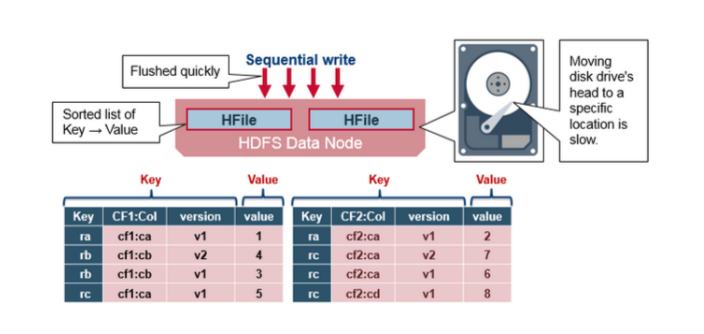 Sequential write
Flushed quickly
Sorted list of
Key → Value
HFile
HFile
HDFS Data Node
Moving
disk drive's
head to a
specific
location is
slow.
Key
Value
Key
Value
Key CF1:Col version value
ra cf1:ca v1 1
rb cf1:cb v2 4
rb cf1:cb v1 3
rc cf1:ca v1 5
Key CF2:Col version value
ra cf2:ca v1 2
rc cf2:ca v2 7
rc cf2:ca v1 6
rc cf2:cd v1 8